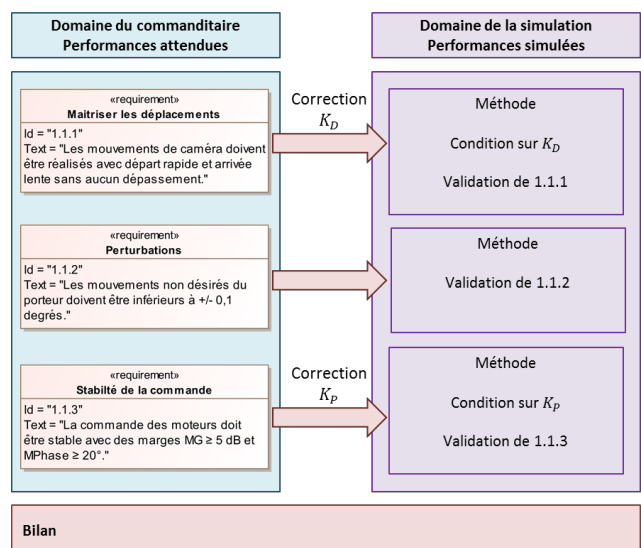 Domaine du commanditaire
Performances attendues
Domaine de la simulation
Performances simulées
«requirement»
Maitriser les déplacements
Id = "1.1.1"
Text = "Les mouvements de caméra doivent
être réalisés avec départ rapide et arrivée
lente sans aucun dépassement."
Correction
K_D
Méthode
Condition sur K_D
Validation de 1.1.1
«requirement»
Perturbations
Id = "1.1.2"
Text = "Les mouvements non désirés du
porteur doivent être inférieurs à +/- 0,1
degrés."
Méthode
Validation de 1.1.2
«requirement»
Stabilté de la commande
Id = "1.1.3"
Text = "La commande des moteurs doit
être stable avec des marges MG ≥ 5 dB et
MPhase ≥ 20°."
Correction
K_P
Méthode
Condition sur K_P
Validation de 1.1.3
Bilan